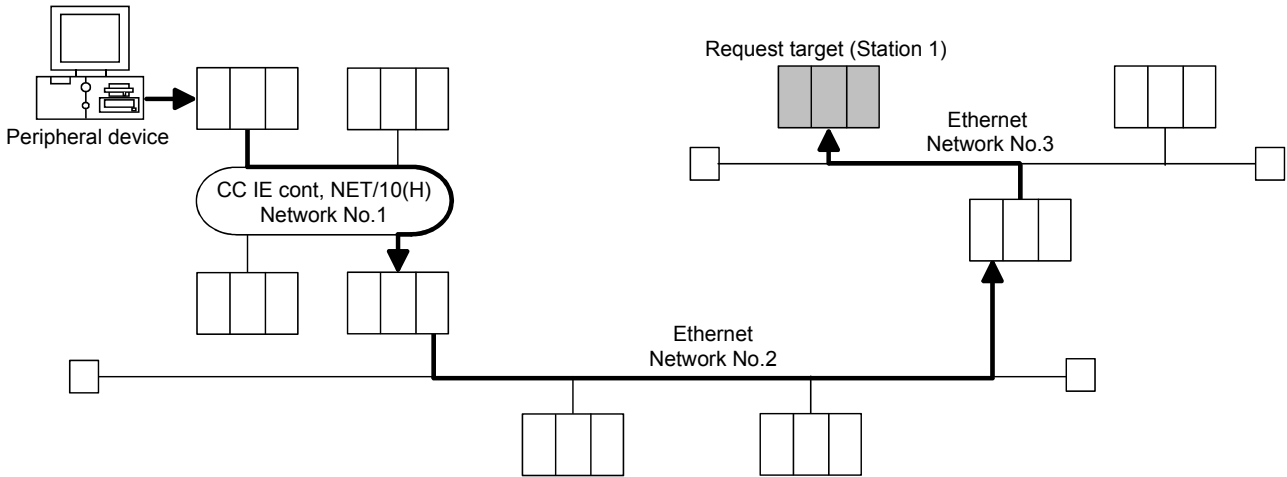 Peripheral device
CC IE cont, NET/10(H)
Network No.1
Request target (Station 1)
Ethernet
Network No.3
Ethernet
Network No.2